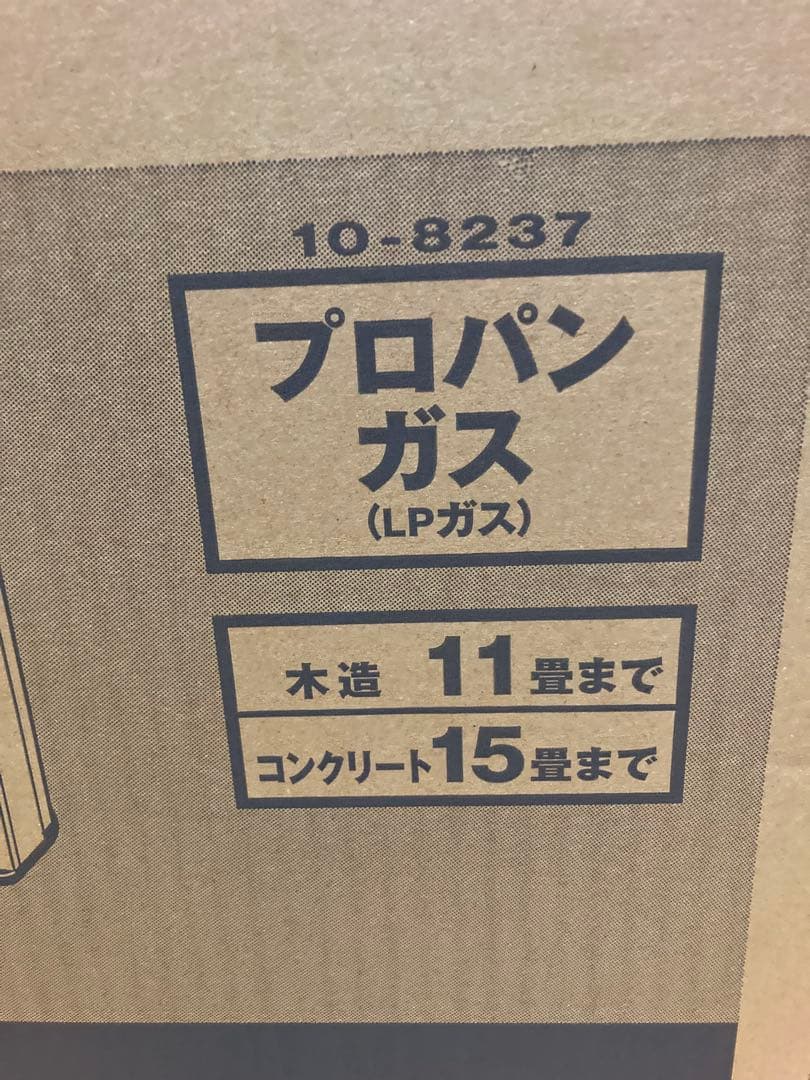 10-8237
プロパン
ガス
(LPガス)
木造 11畳まで
コンクリート15畳まで